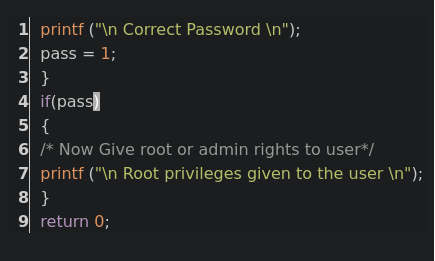 1 printf ("\n Correct Password \n");
2 pass = 1;
3 }
4 if(pass)
5 {
6 /* Now Give root or admin rights to user*/
7 printf ("\n Root privileges given to the user \n");
8 }
9 return 0;